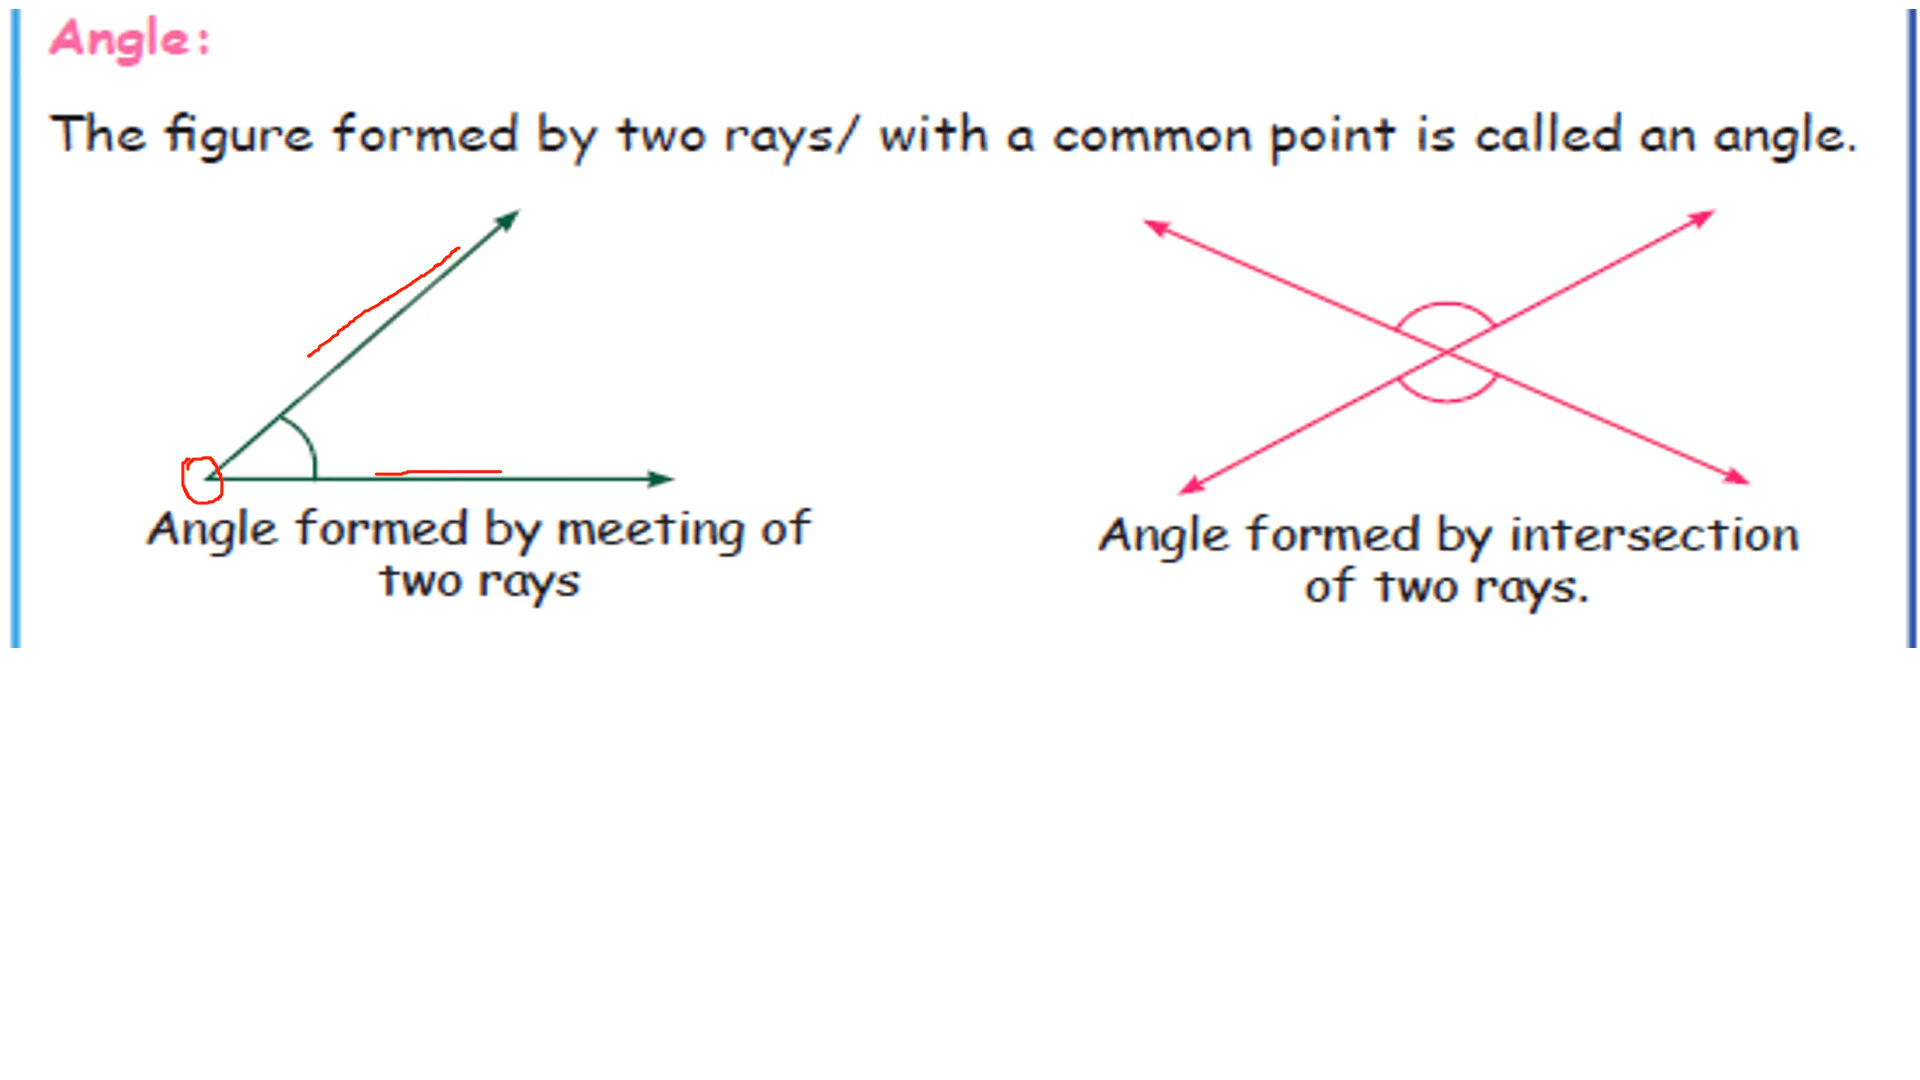 Angle:
The figure formed by two rays/ with a common point is called an angle.
Angle formed by meeting of
two rays
Angle formed by intersection
of two rays.